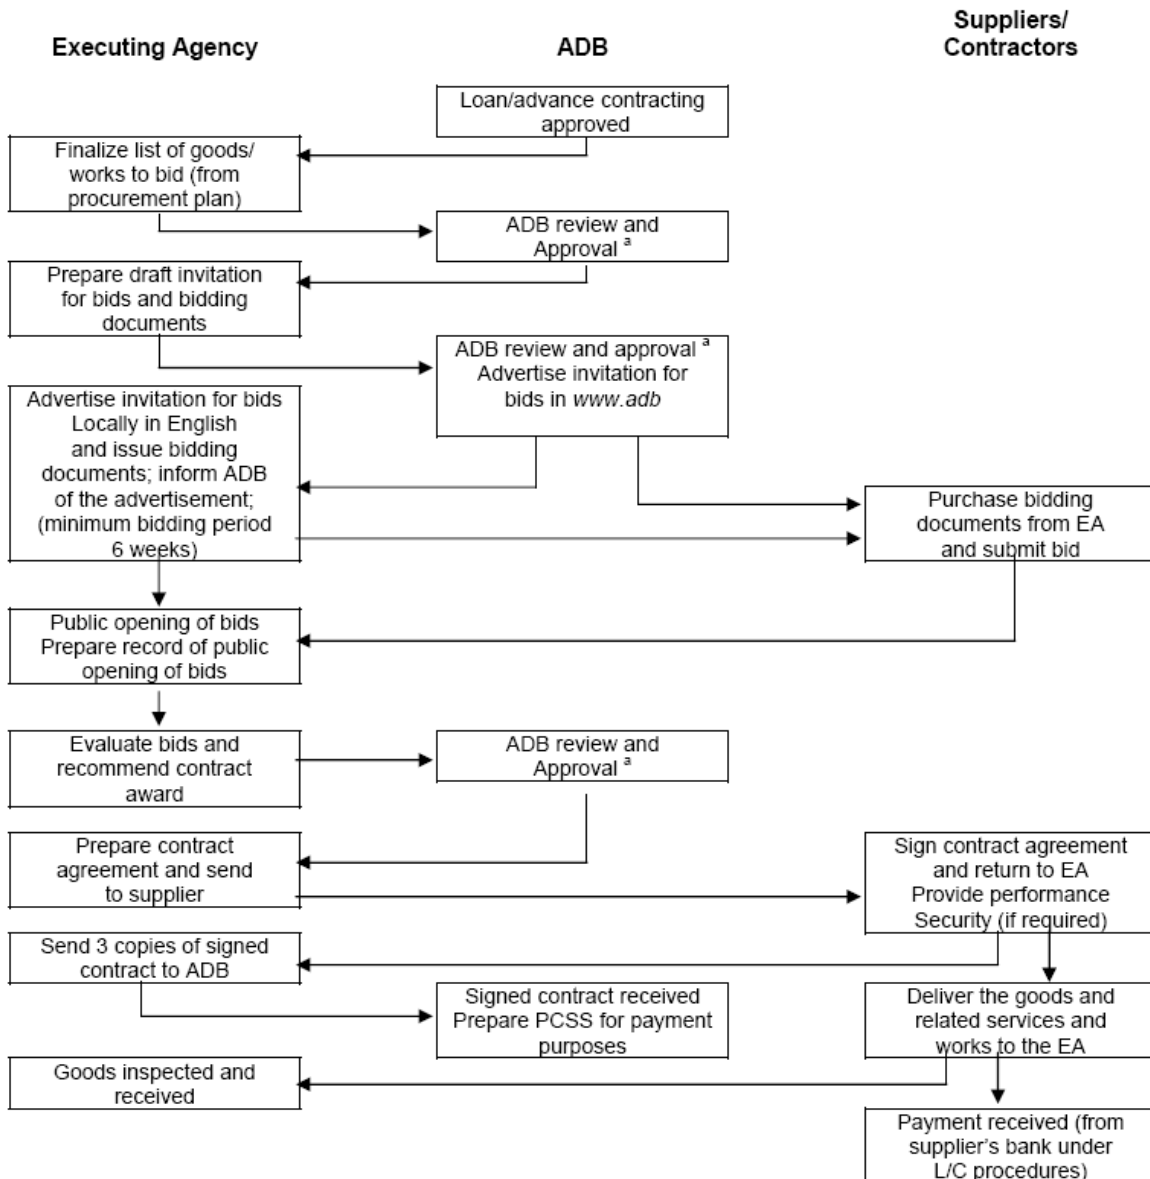 Executing Agency
ADB
Suppliers/
Contractors
Loan/advance contracting
approved
Finalize list of goods/
works to bid (from
procurement plan)
ADB review and
Approval a
Prepare draft invitation
for bids and bidding
documents
ADB review and approval a
Advertise invitation for
bids in www.adb
Advertise invitation for bids
Locally in English
and issue bidding
documents; inform ADB
of the advertisement;
(minimum bidding period
6 weeks)
Purchase bidding
documents from EA
and submit bid
Public opening of bids
Prepare record of public
opening of bids
Evaluate bids and
recommend contract
award
ADB review and
Approval a
Prepare contract
agreement and send
to supplier
Sign contract agreement
and return to EA
Provide performance
Security (if required)
Send 3 copies of signed
contract to ADB
Signed contract received
Prepare PCSS for payment
purposes
Deliver the goods and
related services and
works to the EA
Goods inspected and
received
Payment received (from
supplier's bank under
L/C procedures)